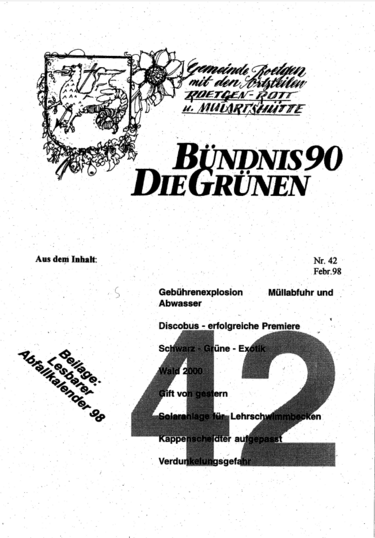 Gemeinde Roetgen
mit den Ortsteilen
ROETGEN-ROTT
u. MULARTSHÜTTE
BÜNDNIS 90
DIE GRÜNEN
Aus dem Inhalt:
Nr. 42
Febr.98
Gebührenexplosion Müllabfuhr und
Abwasser
Discobus - erfolgreiche Premiere
Schwarz - Grüne - Exotik
Wald 2000
Gift von gestern
Solaranlage für Lehrschwimmbecken
Kappenscheidter aufgepasst
Verdunkelungsgefahr
42
Beilage:
Lesbarer
Abfallkalender 98